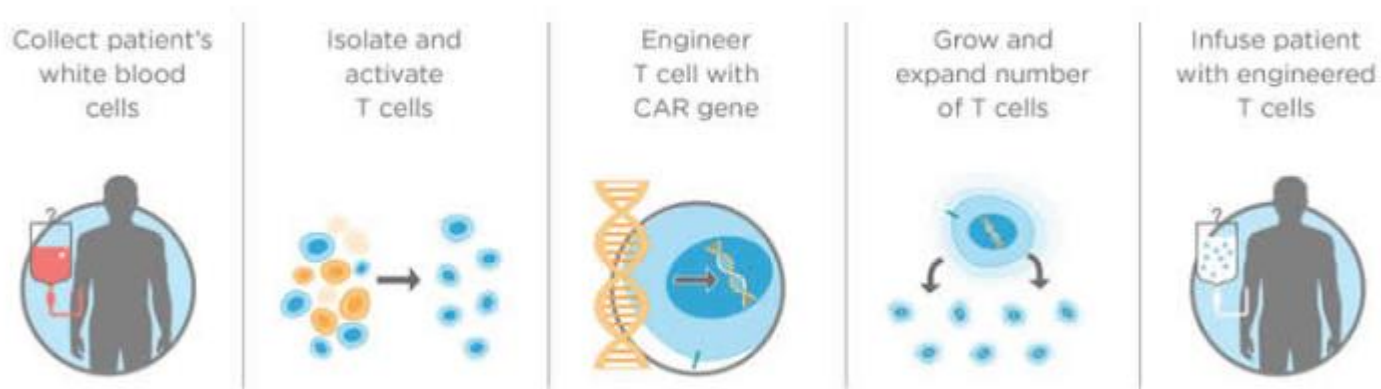 Collect patient's
white blood
cells
Isolate and
activate
T cells
Engineer
T cell with
CAR gene
Grow and
expand number
of T cells
Infuse patient
with engineered
T cells